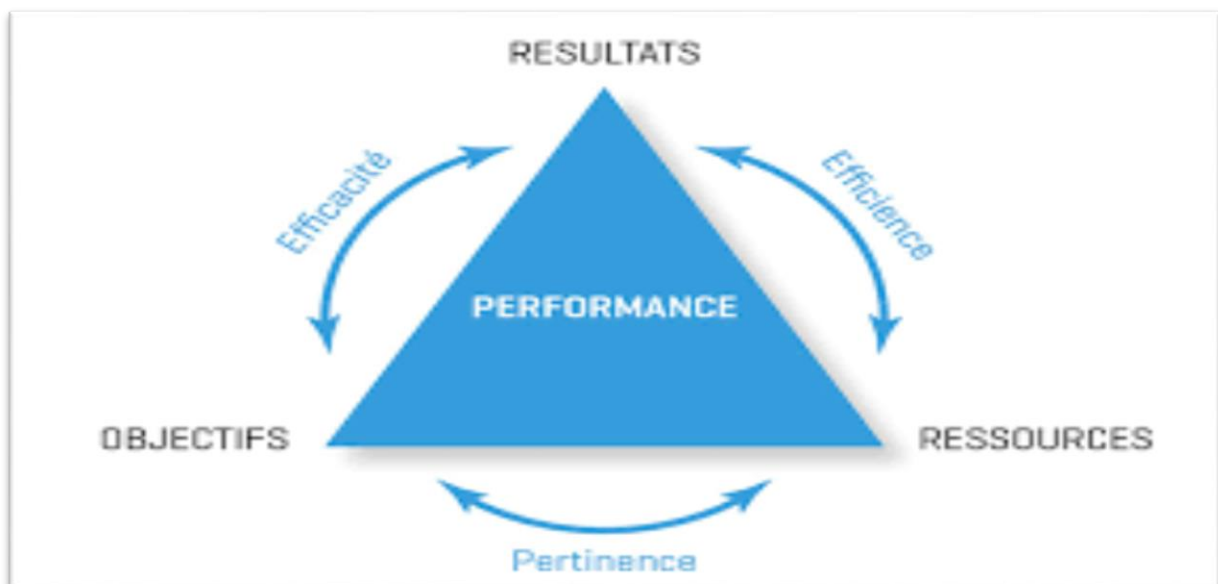 RESULTATS
Efficacité
Efficience
PERFORMANCE
OBJECTIFS
RESSOURCES
Pertinence